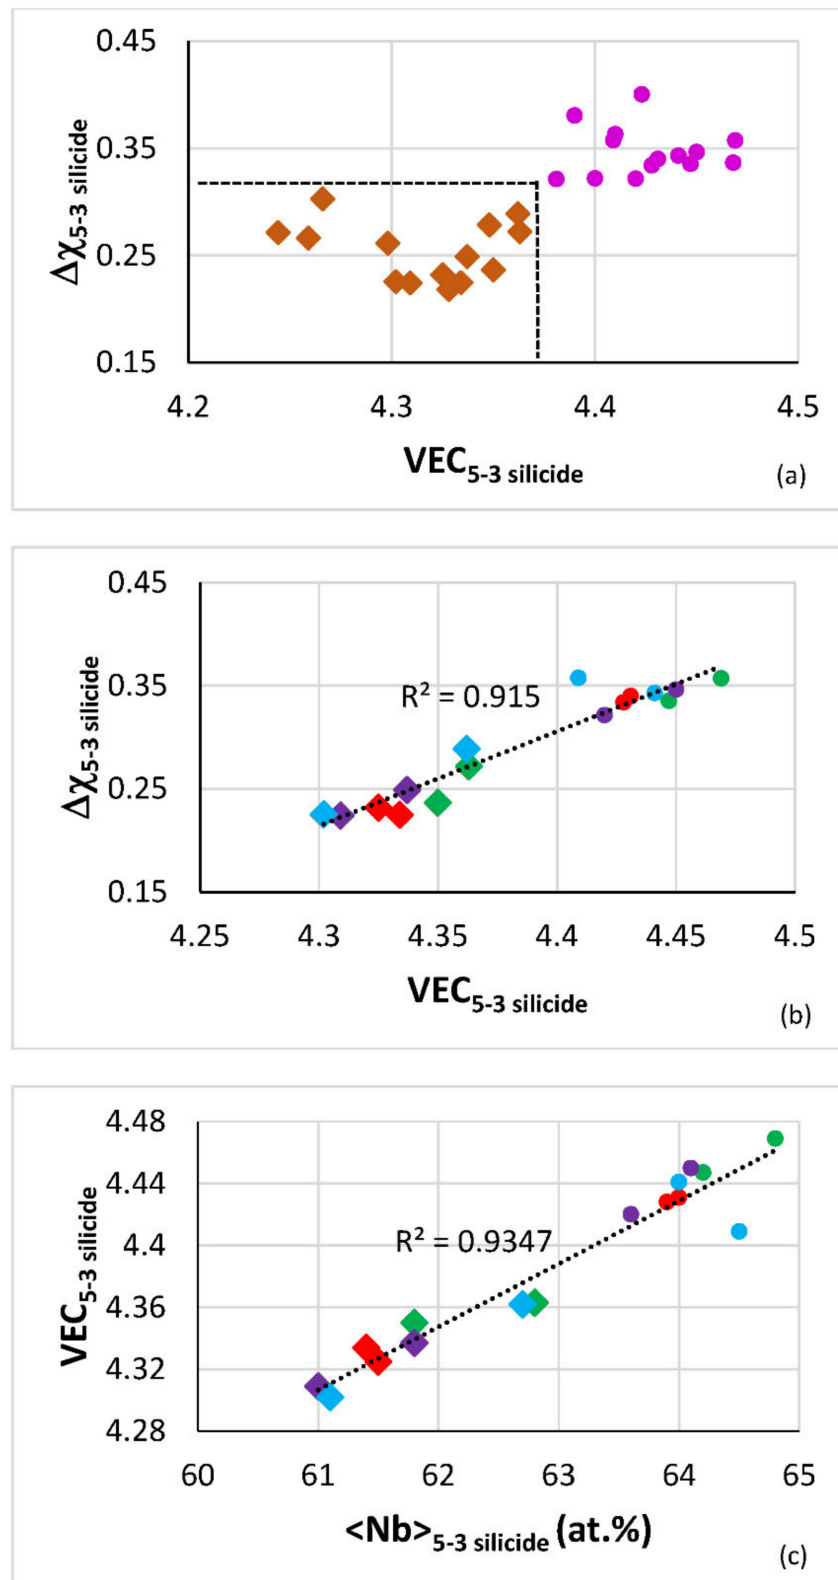 0.45
0.35
0.25
0.15
Δχ5-3 silicide
4.2 4.3 4.4 4.5
VEC5-3 silicide
(a)
0.45
0.35
0.25
0.15
Δχ5-3 silicide
R² = 0.915
4.25 4.3 4.35 4.4 4.45 4.5
VEC5-3 silicide
(b)
4.48
4.44
4.4
4.36
4.32
4.28
VEC5-3 silicide
R² = 0.9347
60 61 62 63 64 65
<Nb>5-3 silicide (at.%)
(c)